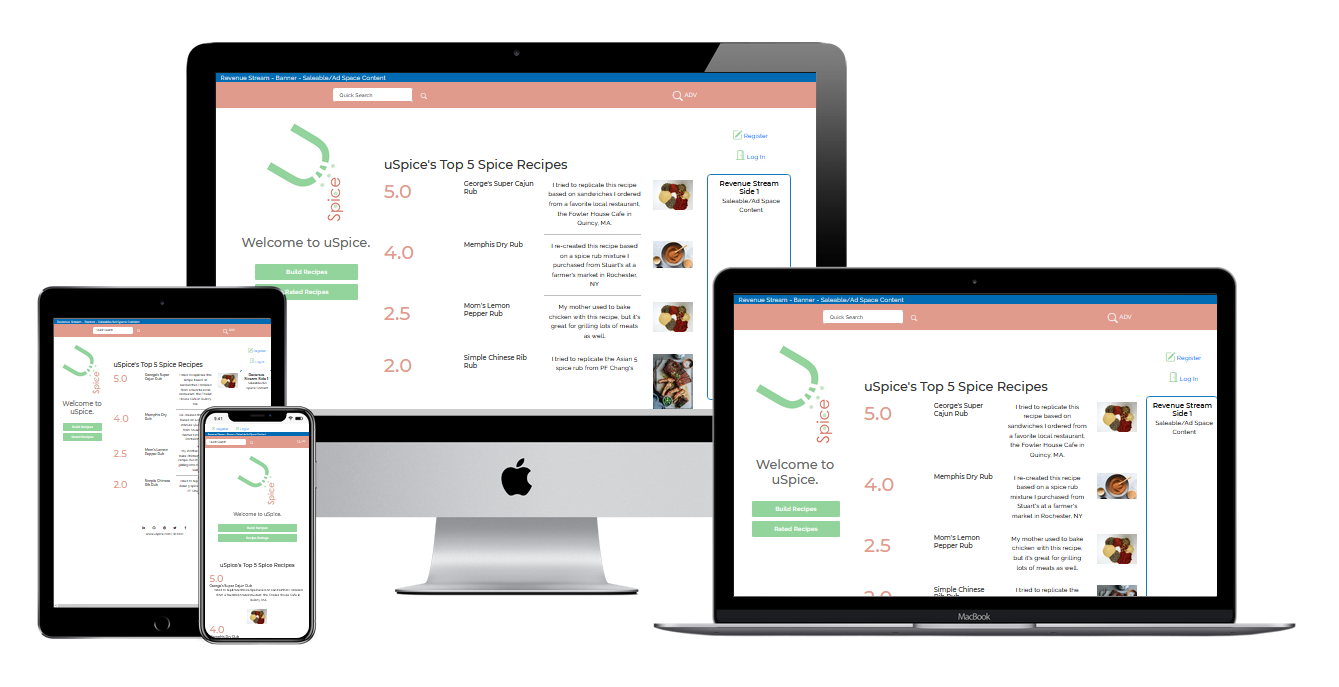 Revenue Stream - Banner - Saleable/Ad Space Content
Quick Search
ADV
Register
Log In
Spice
Welcome to uSpice.
Build Recipes
Rated Recipes
uSpice's Top 5 Spice Recipes
5.0
George's Super Cajun
Rub
I tried to replicate this recipe
based on sandwiches I ordered
from a favorite local restaurant,
the Fowler House Cafe in
Quincy, MA.
4.0
Memphis Dry Rub
I re-created this recipe based
on a spice rub mixture I
purchased from Stuart's at a
farmer's market in Rochester,
NY
2.5
Mom's Lemon
Pepper Rub
My mother used to bake
chicken with this recipe, but it's
great for grilling lots of meats
as well.
2.0
Simple Chinese Rib
Rub
I tried to replicate the Asian 5
spice rub from PF Chang's
Revenue Stream
Side 1
Saleable/Ad Space
Content
Revenue Stream - Banner - Saleable/Ad Space Content
Quick Search
ADV
Register
Log In
Spice
Welcome to
uSpice.
Build Recipes
Rated Recipes
uSpice's Top 5 Spice Recipes
5.0
George's Super
Cajun Rub
I tried to replicate this
recipe based on
sandwiches I ordered from
a favorite local restaurant,
the Fowler House Cafe in
Quincy, MA.
4.0
Memphis Dry Rub
I re-created this recipe
based on a spice rub
mixture I purchased from
Stuart's at a farmer's
market in Rochester, NY
2.5
Mom's Lemon
Pepper Rub
My mother used to bake
chicken with this recipe,
but it's great for grilling
lots of meats as well.
2.0
Simple Chinese
Rib Rub
I tried to replicate the
Revenue Stream
Side 1
Saleable/Ad Space
Content
MacBook
Revenue Stream - Banner - Saleable/Ad Space Content
Quick Search
ADV
Register
Log In
Spice
Welcome to
uSpice.
Build Recipes
Rated Recipes
uSpice's Top 5 Spice Recipes
5.0
George's Super
Cajun Rub
4.0
Memphis Dry
Rub
2.5
Mom's Lemon
Pepper Rub
2.0
Simple Chinese
Rib Rub
Revenue
Stream Side 1
Saleable/Ad
Space Content
9:41
Register
Quick Search
Spice
Welcome to uSpice.
Build Recipes
uSpice's Top 5 Spice Recipes
5.0
George's Super Cajun Rub
4.0
Memphis Dry Rub